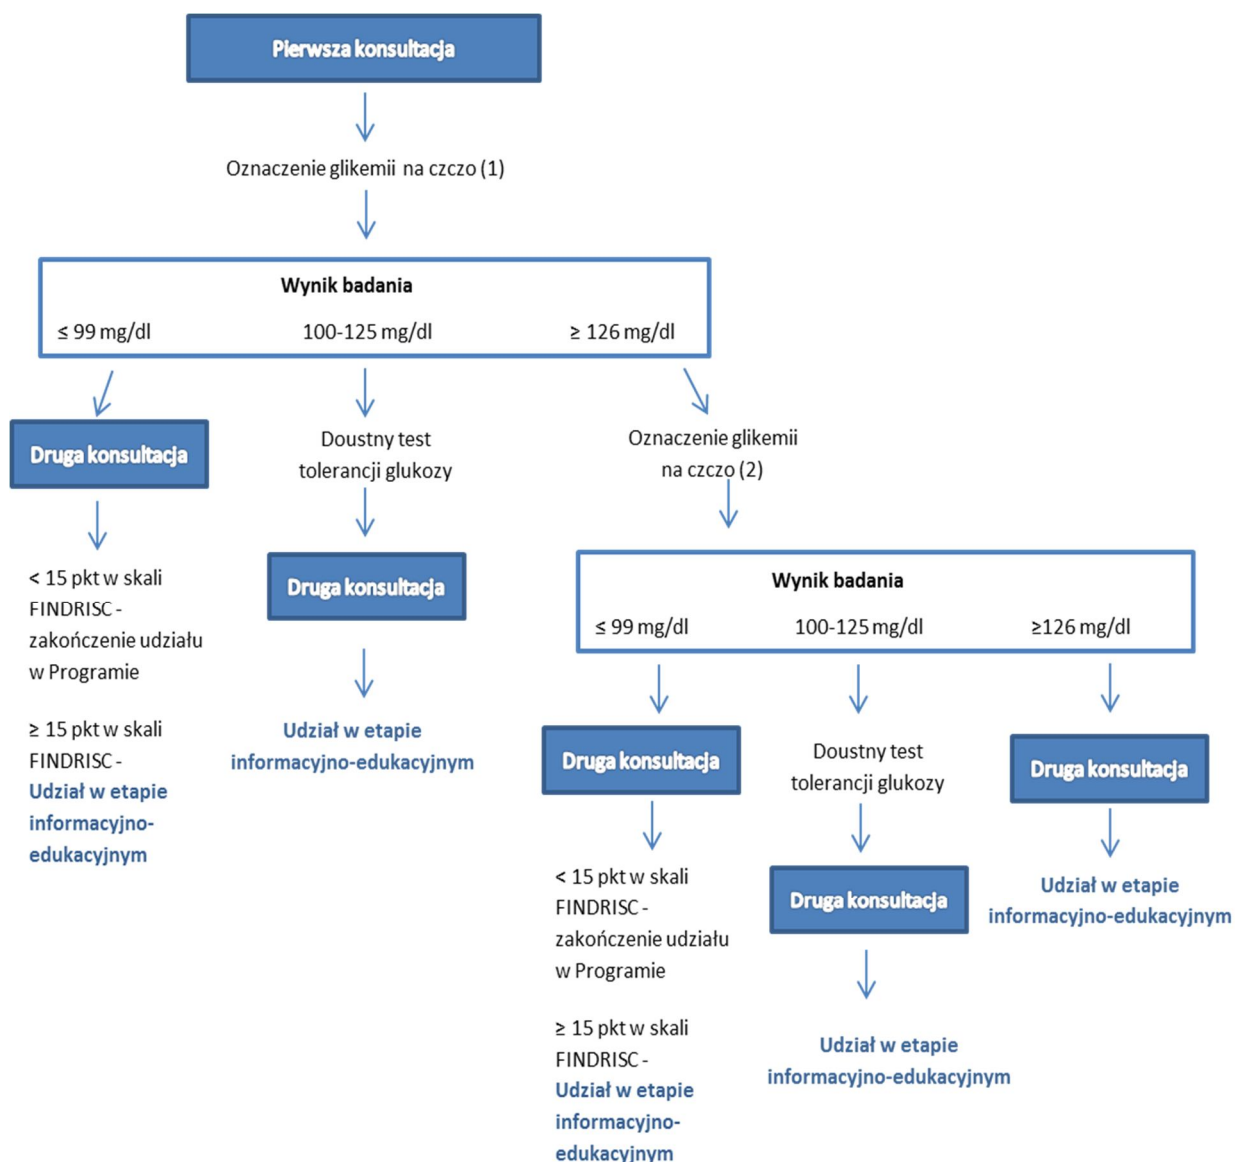 Pierwsza konsultacja
Oznaczenie glikemii na czczo (1)
Wynik badania
≤ 99 mg/dl 100-125 mg/dl ≥ 126 mg/dl
Druga konsultacja
< 15 pkt w skali
FINDRISC -
zakończenie udziału
w Programie
≥ 15 pkt w skali
FINDRISC -
Udział w etapie
informacyjno-
edukacyjnym
Doustny test
tolerancji glukozy
Druga konsultacja
Udział w etapie
informacyjno-edukacyjnym
Oznaczenie glikemii
na czczo (2)
Wynik badania
≤ 99 mg/dl 100-125 mg/dl ≥126 mg/dl
Druga konsultacja
< 15 pkt w skali
FINDRISC -
zakończenie udziału
w Programie
≥ 15 pkt w skali
FINDRISC -
Udział w etapie
informacyjno-
edukacyjnym
Doustny test
tolerancji glukozy
Druga konsultacja
Udział w etapie
informacyjno-edukacyjnym
Druga konsultacja
Udział w etapie
informacyjno-edukacyjnym